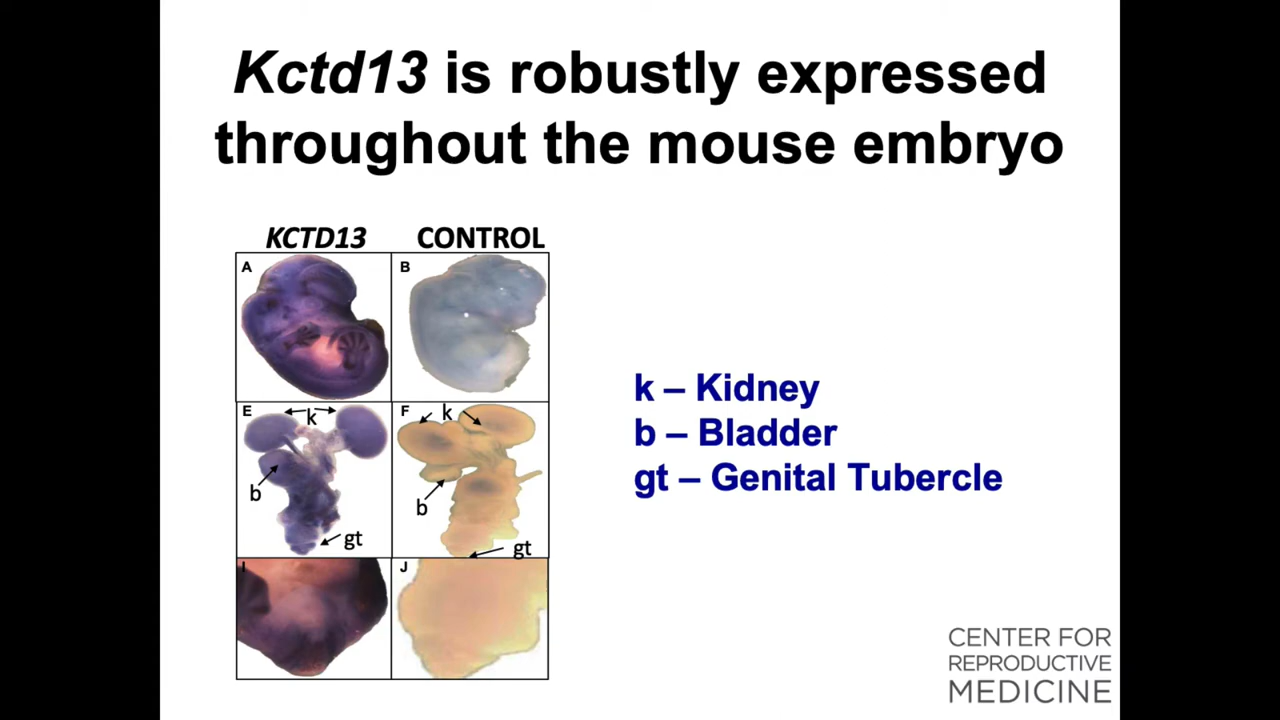 Kctd13 is robustly expressed
throughout the mouse embryo
KCTD13 CONTROL
A B
E k F k
b b
gt gt
I J
k – Kidney
b – Bladder
gt – Genital Tubercle
CENTER FOR
REPRODUCTIVE
MEDICINE